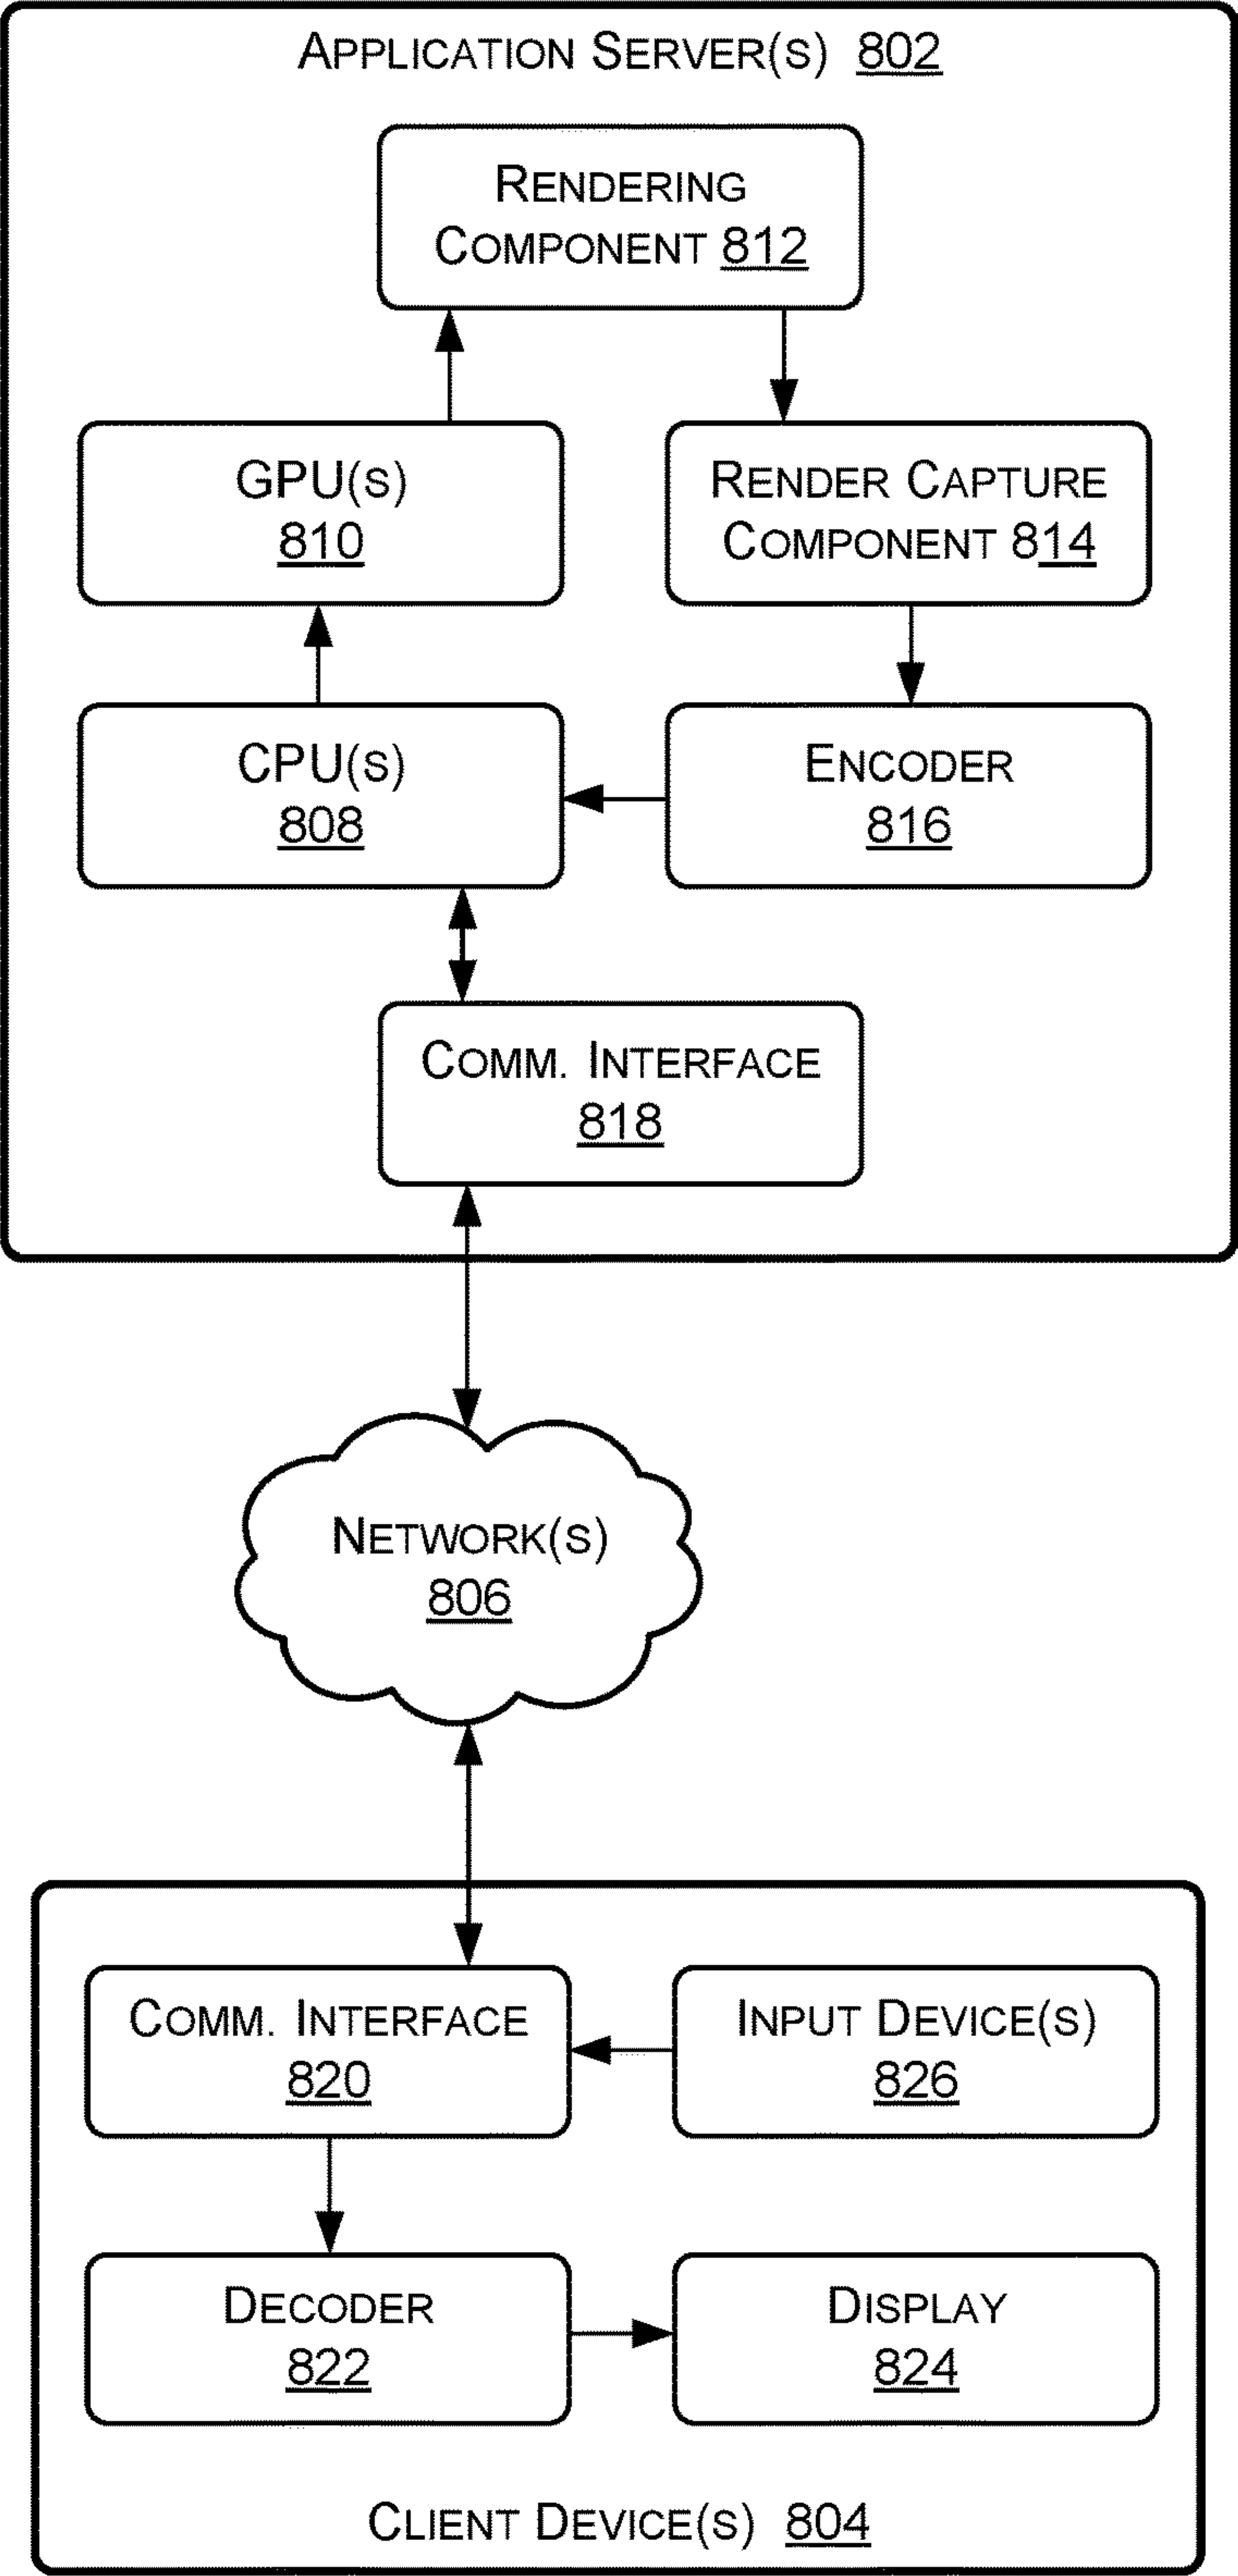 APPLICATION SERVER(S) 802
RENDERING
COMPONENT 812
GPU(S)
810
RENDER CAPTURE
COMPONENT 814
CPU(S)
808
ENCODER
816
COMM. INTERFACE
818
NETWORK(S)
806
COMM. INTERFACE
820
INPUT DEVICE(S)
826
DECODER
822
DISPLAY
824
CLIENT DEVICE(S) 804